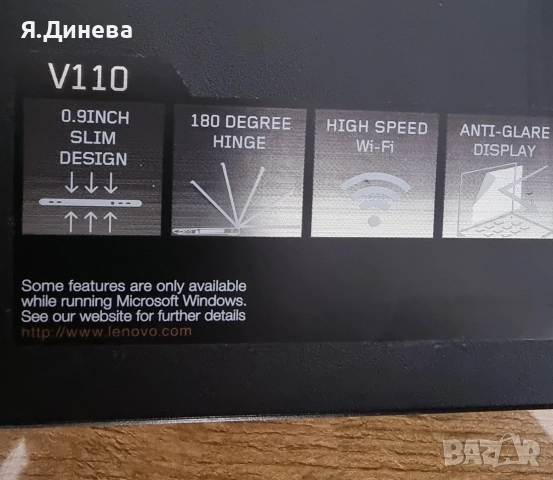 Я.Динева
V110
0.9INCH
SLIM
DESIGN
180 DEGREE
HINGE
HIGH SPEED
Wi-Fi
ANTI-GLARE
DISPLAY
Some features are only available
while running Microsoft Windows.
See our website for further details
http://www.lenovo.com
BAZAR